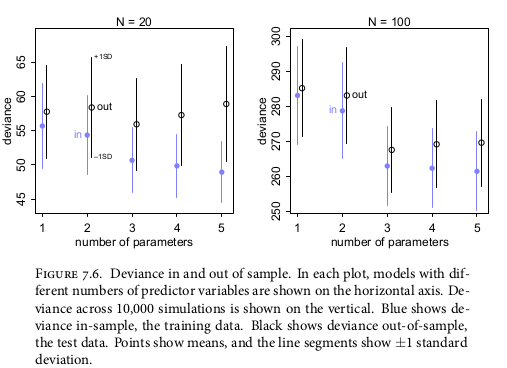 N = 20
N = 100
deviance
45 50 55 60 65
+1SD
out
in
−1SD
1 2 3 4 5
number of parameters
deviance
250 260 270 280 290 300
in
out
1 2 3 4 5
number of parameters
Figure 7.6. Deviance in and out of sample. In each plot, models with dif-
ferent numbers of predictor variables are shown on the horizontal axis. De-
viance across 10,000 simulations is shown on the vertical. Blue shows de-
viance in-sample, the training data. Black shows deviance out-of-sample,
the test data. Points show means, and the line segments show ±1 standard
deviation.